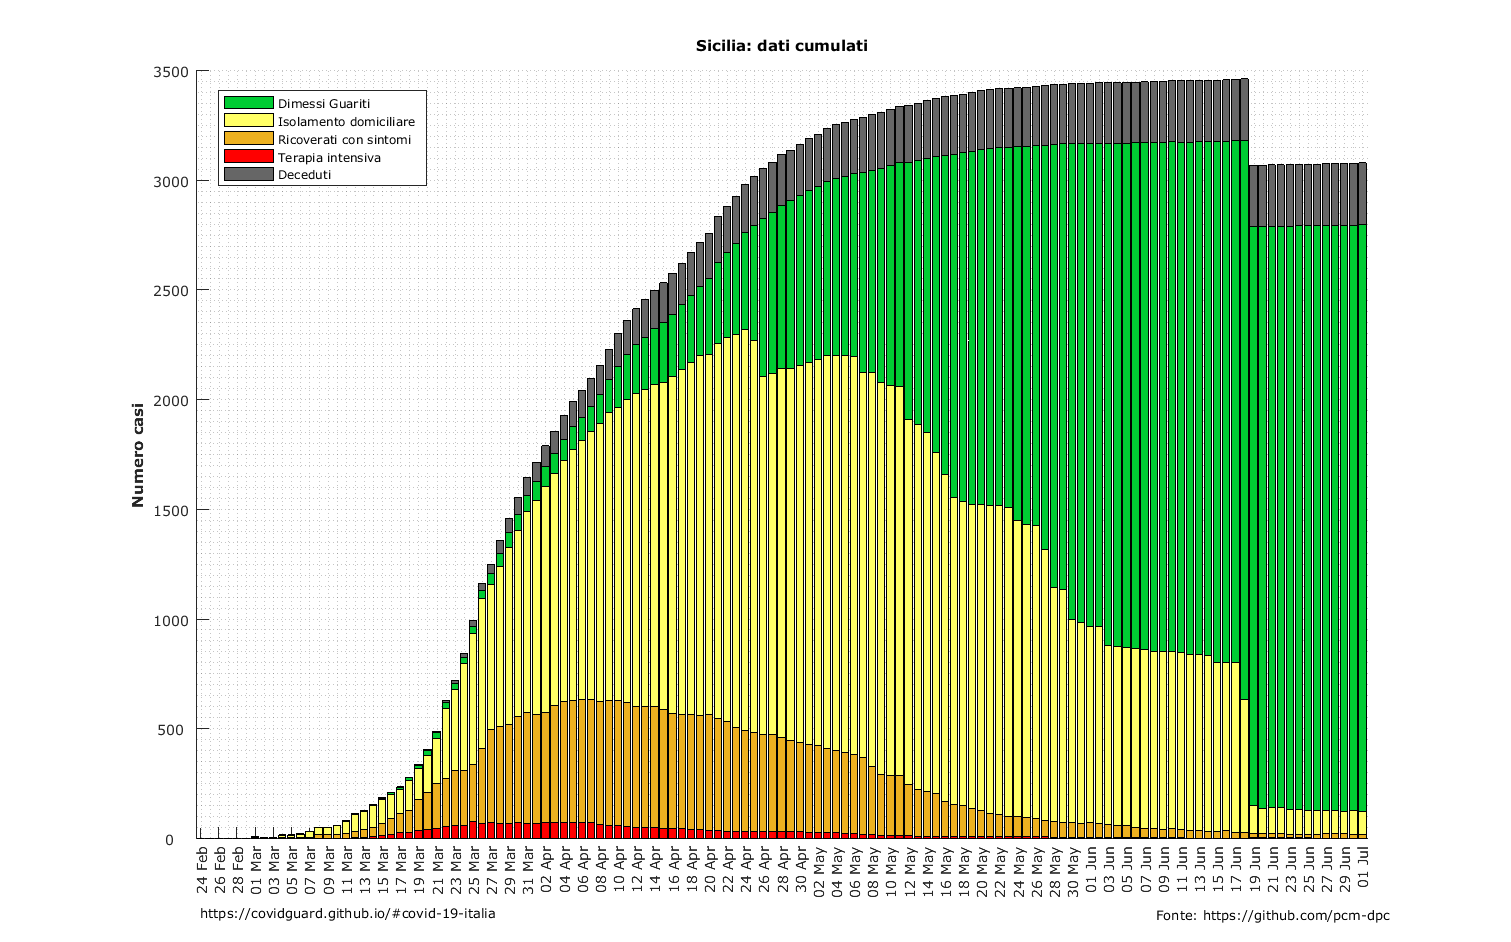 Sicilia: dati cumulati
3500
3000
2500
2000
1500
1000
500
0
Numero casi
Dimessi Guariti
Isolamento domiciliare
Ricoverati con sintomi
Terapia intensiva
Deceduti
24 Feb
26 Feb
28 Feb
01 Mar
03 Mar
05 Mar
07 Mar
09 Mar
11 Mar
13 Mar
15 Mar
17 Mar
19 Mar
21 Mar
23 Mar
25 Mar
27 Mar
29 Mar
31 Mar
02 Apr
04 Apr
06 Apr
08 Apr
10 Apr
12 Apr
14 Apr
16 Apr
18 Apr
20 Apr
22 Apr
24 Apr
26 Apr
28 Apr
30 Apr
02 May
04 May
06 May
08 May
10 May
12 May
14 May
16 May
18 May
20 May
22 May
24 May
26 May
28 May
30 May
01 Jun
03 Jun
05 Jun
07 Jun
09 Jun
11 Jun
13 Jun
15 Jun
17 Jun
19 Jun
21 Jun
23 Jun
25 Jun
27 Jun
29 Jun
01 Jul
https://covidguard.github.io/#covid-19-italia
Fonte: https://github.com/pcm-dpc